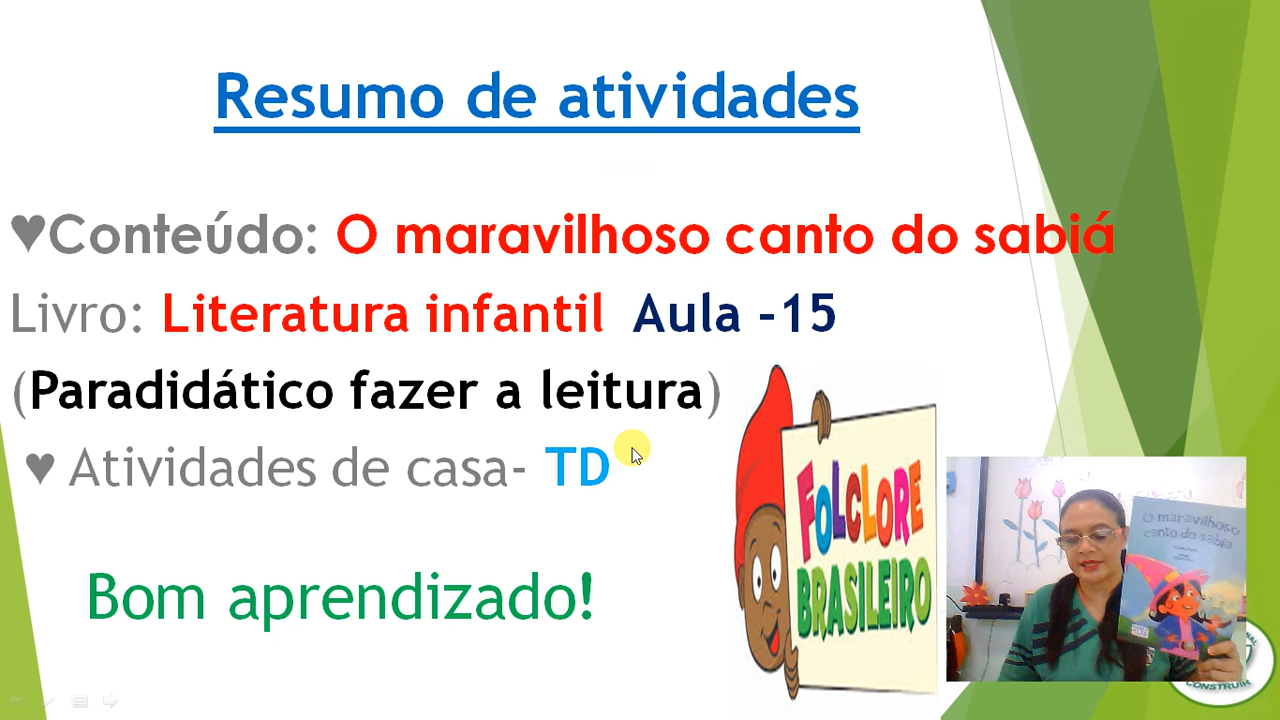 Resumo de atividades
♥Conteúdo: O maravilhoso canto do sabiá
Livro: Literatura infantil Aula -15
(Paradidático fazer a leitura)
♥ Atividades de casa- TD
Bom aprendizado!
FOLCLORE
BRASILEIRO
O maravilhoso
canto do sabiá
CONSTRUIR